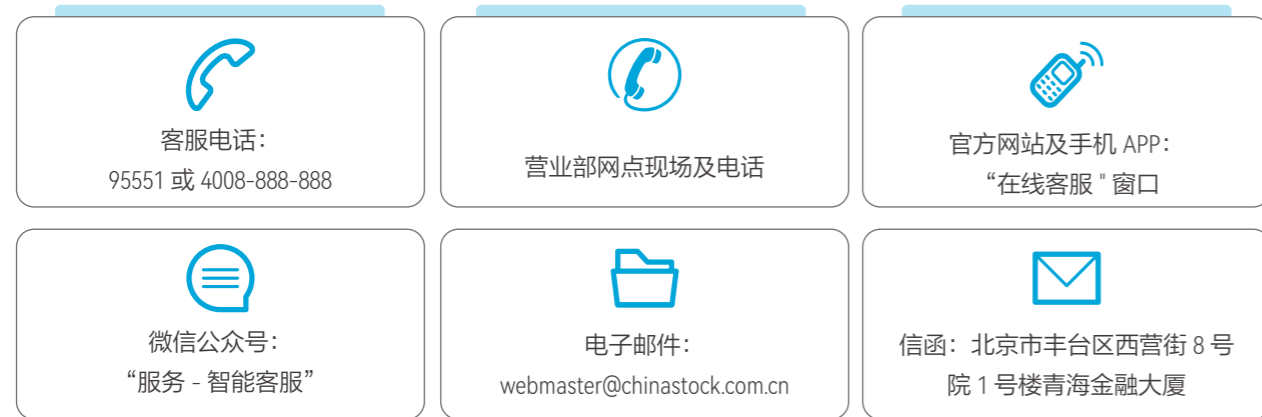 客服电话：
95551 或 4008-888-888
营业部网点现场及电话
官方网站及手机 APP：
“在线客服 " 窗口
微信公众号：
“服务 - 智能客服”
电子邮件：
webmaster@chinastock.com.cn
信函：北京市丰台区西营街 8 号
院 1 号楼青海金融大厦